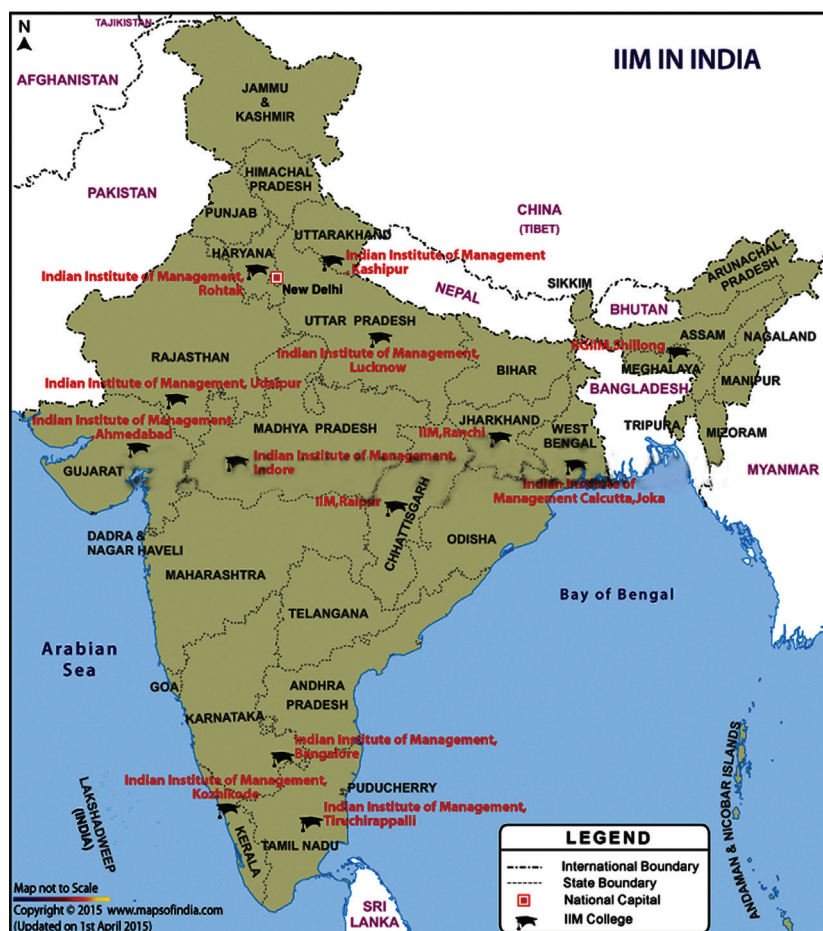 TAJIKISTAN
N
IIM IN INDIA
AFGHANISTAN
JAMMU
&
KASHMIR
HIMACHAL
PRADESH
PAKISTAN
PUNJAB
CHINA
(TIBET)
UTTARAKHAND
HARYANA
Indian Institute of Management
,Kashipur
Indian Institute of Management,
Rohtak
New Delhi
NEPAL
SIKKIM
ARUNACHAL
PRADESH
BHUTAN
UTTAR PRADESH
ASSAM
NAGALAND
RGIIM,Shillong
RAJASTHAN
Indian Institute of Management,
Lucknow
BIHAR
MEGHALAYA
Indian Institute of Management, Udaipur
BANGLADESH
MANIPUR
Indian Institute of Management
,Ahmedabad
MADHYA PRADESH
JHARKHAND
IIM,Ranchi
WEST
BENGAL
TRIPURA
MIZORAM
GUJARAT
Indian Institute of Management,
Indore
MYANMAR
Indian Institute of
Management Calcutta,Joka
IIM,Raipur
CHHATTISGARH
DADRA &
NAGAR HAVELI
ODISHA
MAHARASHTRA
Bay of Bengal
TELANGANA
Arabian
Sea
GOA
ANDHRA
PRADESH
KARNATAKA
Indian Institute of Management,
Bangalore
ANDAMAN & NICOBAR ISLANDS
LAKSHADWEEP
(INDIA)
Indian Institute of Management,
Kozhikode
PUDUCHERRY
Indian Institute of Management,
Tiruchirappalli
KERALA
TAMIL NADU
LEGEND
International Boundary
State Boundary
National Capital
IIM College
SRI
LANKA
Map not to Scale
Copyright © 2015 www.mapsofindia.com
(Updated on 1st April 2015)